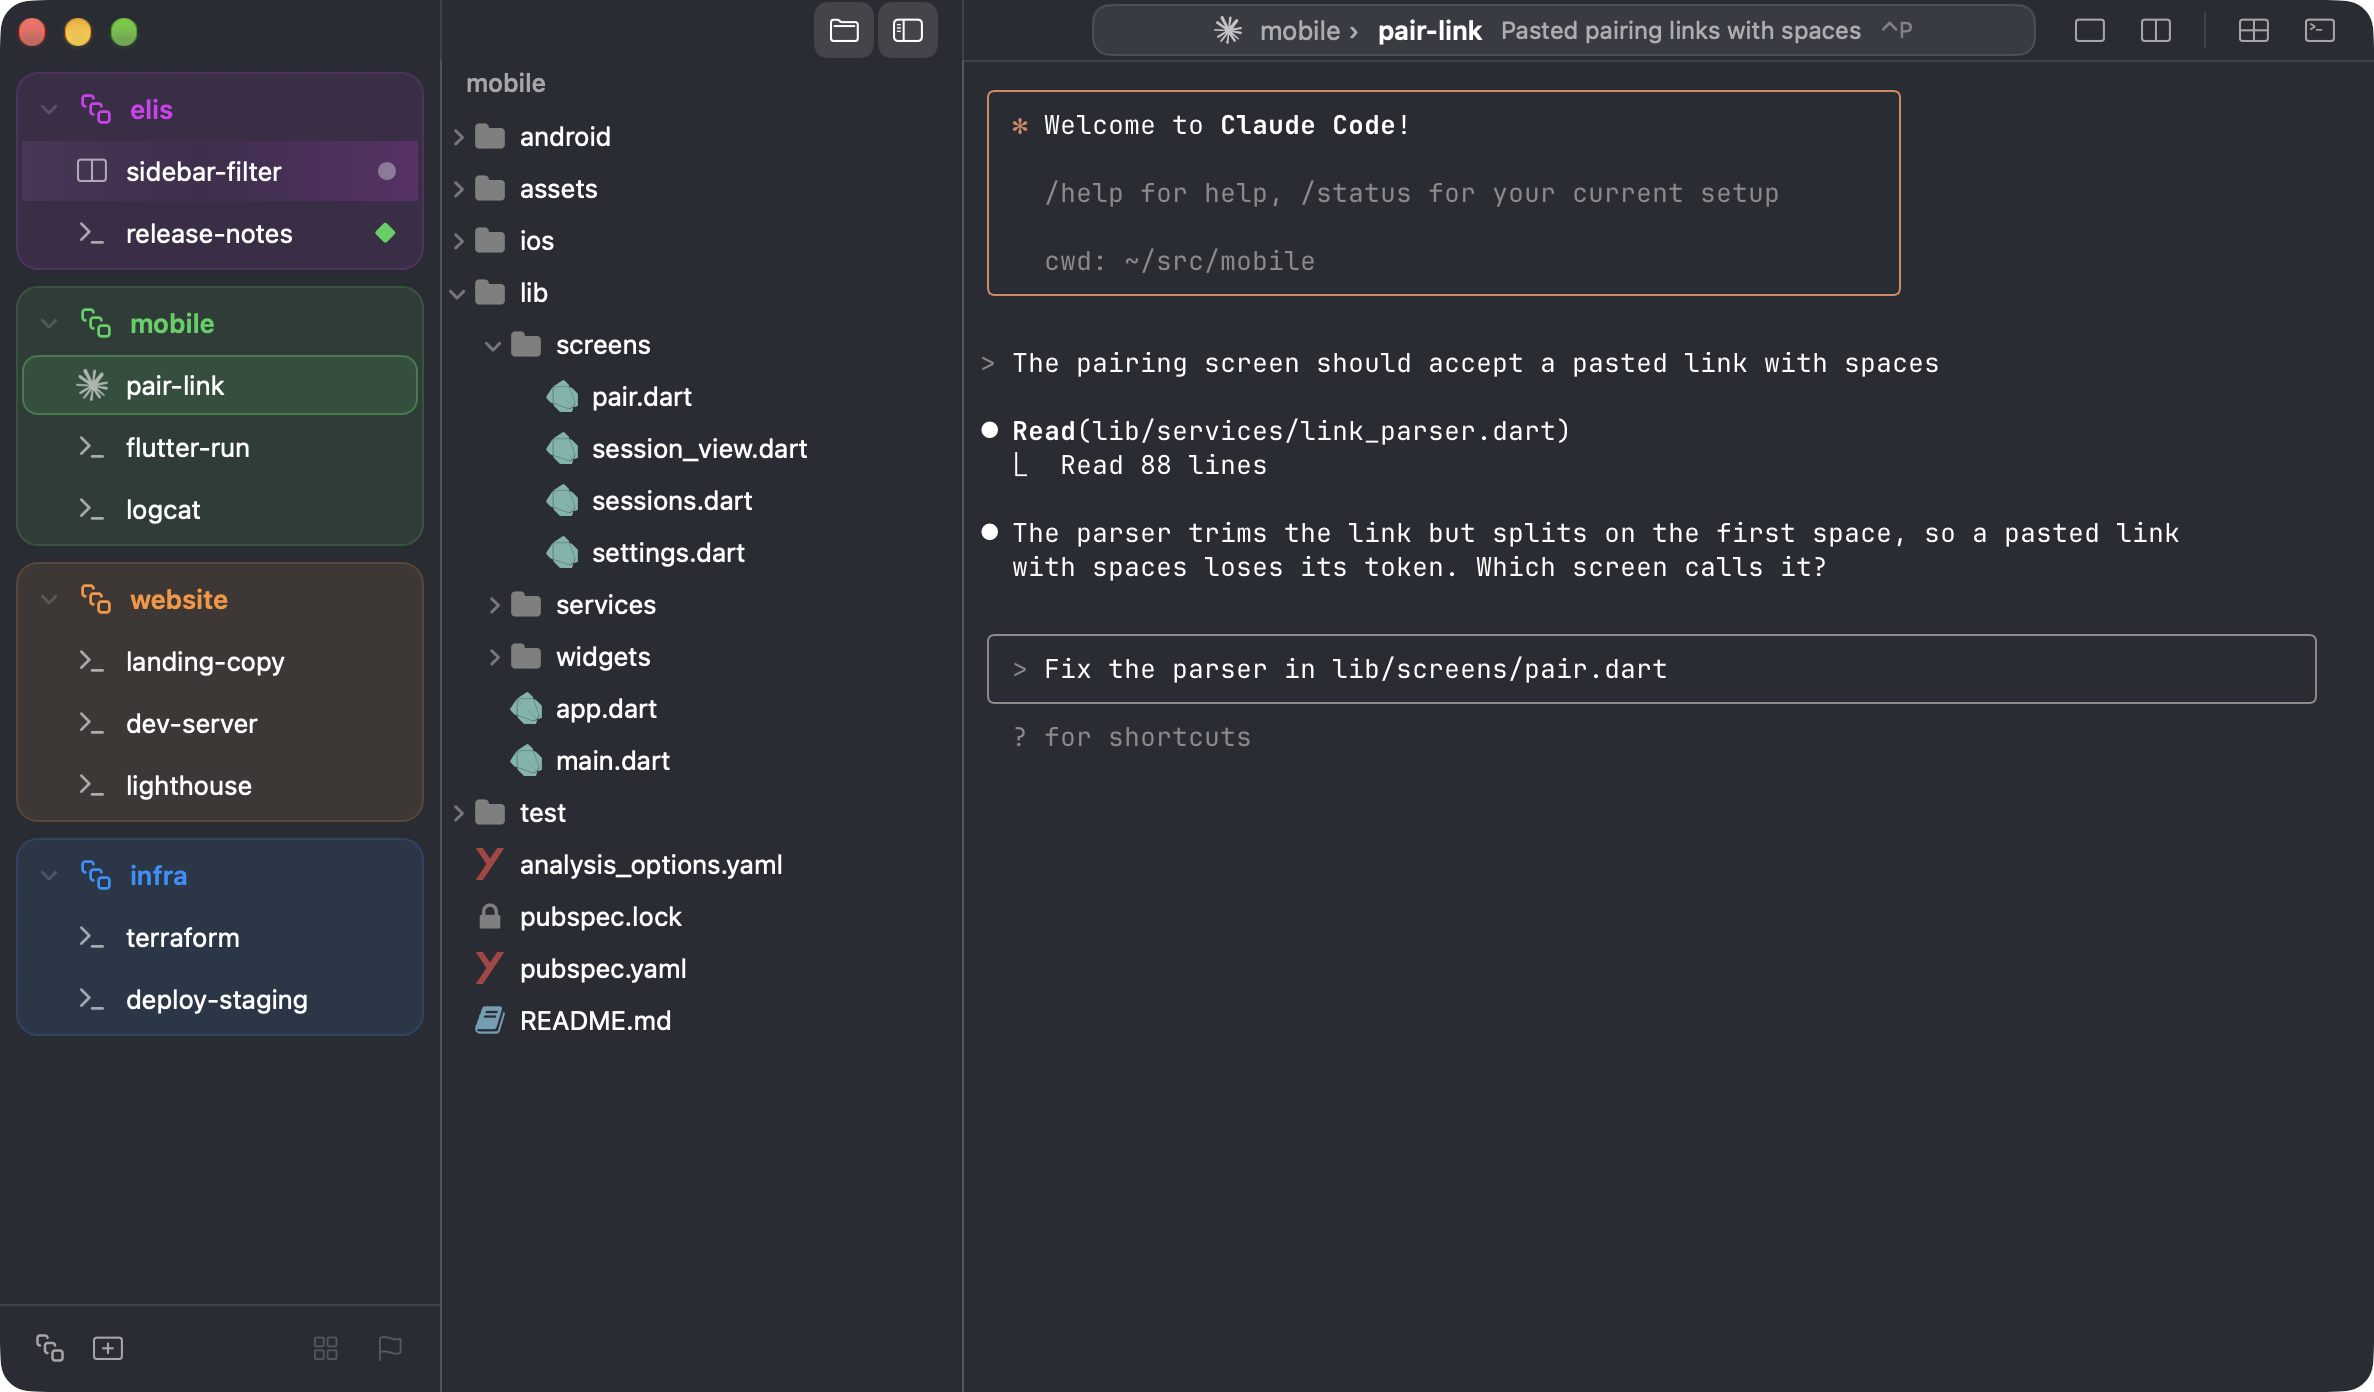 elis
sidebar-filter
release-notes
mobile
pair-link
flutter-run
logcat
website
landing-copy
dev-server
lighthouse
infra
terraform
deploy-staging
mobile
android
assets
ios
lib
screens
pair.dart
session_view.dart
sessions.dart
settings.dart
services
widgets
app.dart
main.dart
test
analysis_options.yaml
pubspec.lock
pubspec.yaml
README.md
mobile › pair-link Pasted pairing links with spaces ^P
✻ Welcome to Claude Code!
/help for help, /status for your current setup
cwd: ~/src/mobile
> The pairing screen should accept a pasted link with spaces
● Read(lib/services/link_parser.dart)
⎿ Read 88 lines
● The parser trims the link but splits on the first space, so a pasted link
with spaces loses its token. Which screen calls it?
> Fix the parser in lib/screens/pair.dart
? for shortcuts